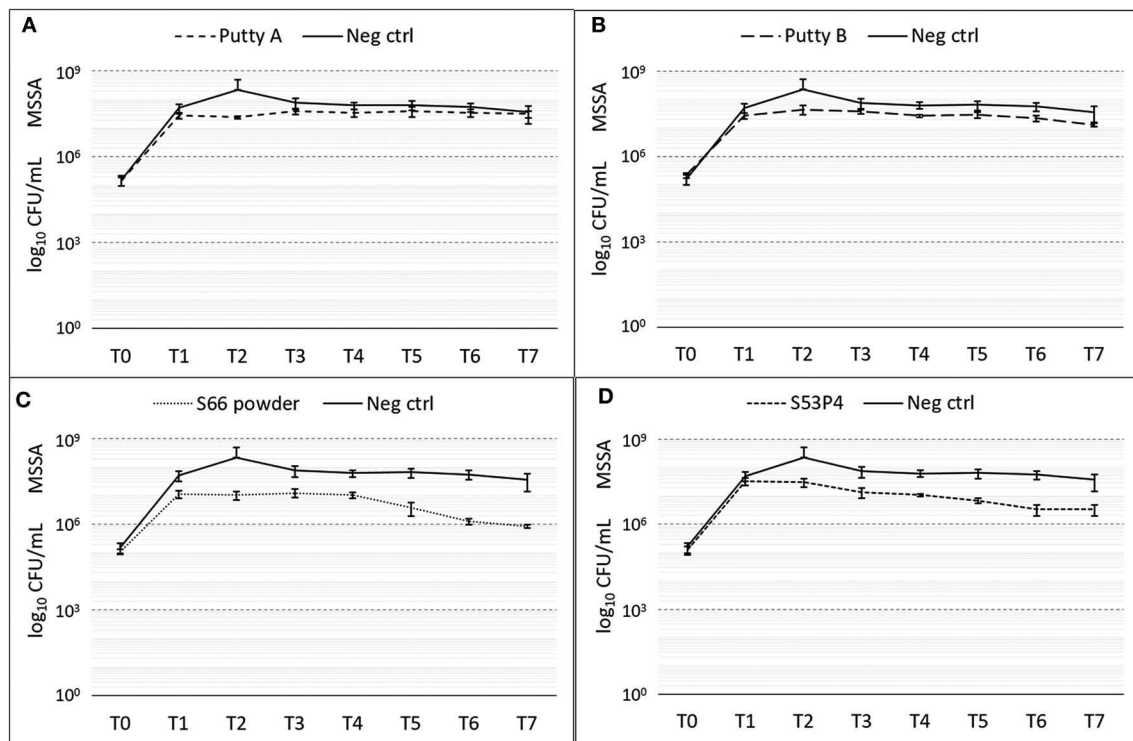 A
Putty A Neg ctrl
10⁹
10⁶
10³
10⁰
log₁₀ CFU/mL MSSA
T0 T1 T2 T3 T4 T5 T6 T7
B
Putty B Neg ctrl
10⁹
10⁶
10³
10⁰
log₁₀ CFU/mL MSSA
T0 T1 T2 T3 T4 T5 T6 T7
C
S66 powder Neg ctrl
10⁹
10⁶
10³
10⁰
log₁₀ CFU/mL MSSA
T0 T1 T2 T3 T4 T5 T6 T7
D
S53P4 Neg ctrl
10⁹
10⁶
10³
10⁰
log₁₀ CFU/mL MSSA
T0 T1 T2 T3 T4 T5 T6 T7